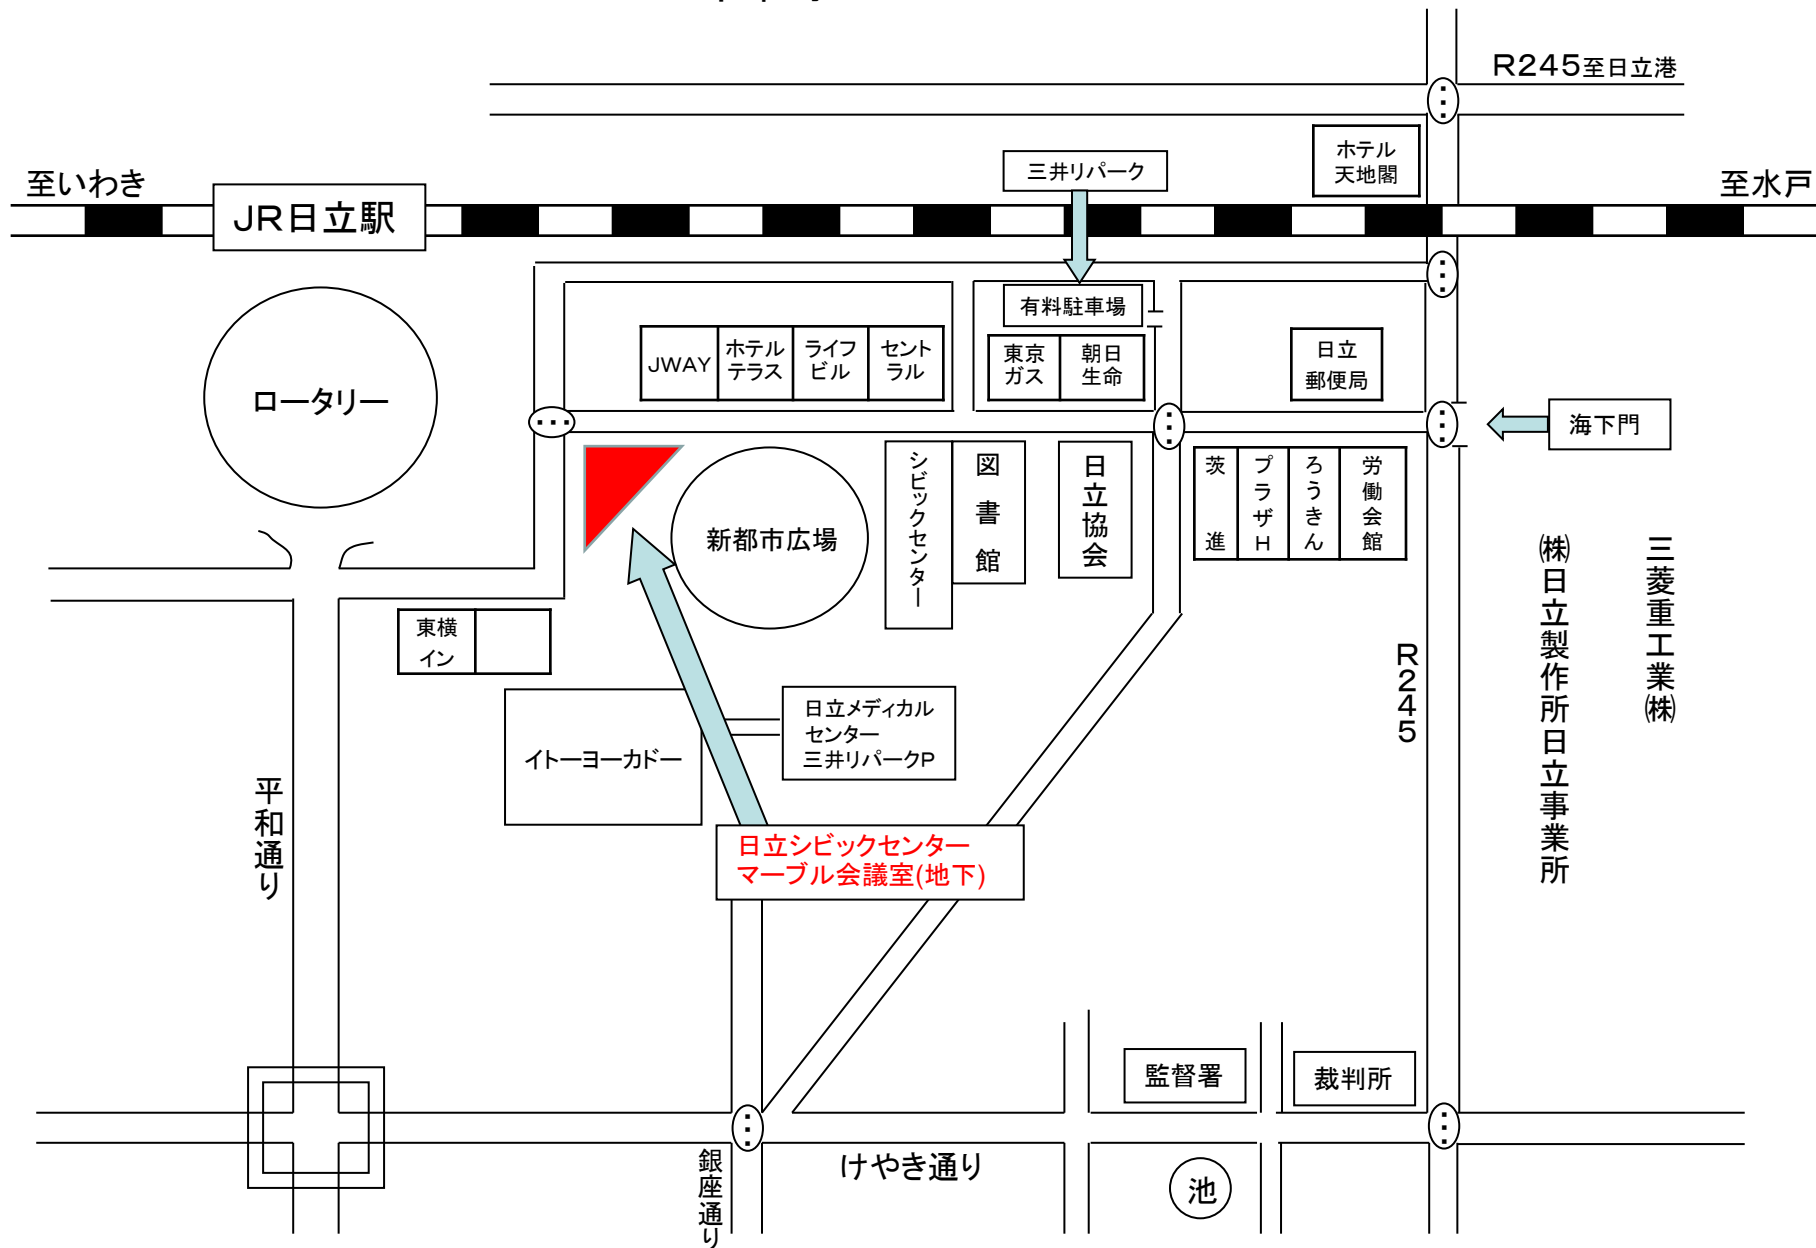 R245至日立港
ホテル
天地閣
三井リパーク
至いわき
至水戸
JR日立駅
有料駐車場
JWAY
ホテル
テラス
ライフ
ビル
セント
ラル
東京
ガス
朝日
生命
日立
郵便局
ロータリー
海下門
シビックセンター
図書館
日立協会
茨進
プラザH
ろうきん
労働会館
新都市広場
㈱日立製作所日立事業所
三菱重工業㈱
東横
イン
R245
イトーヨーカドー
日立メディカル
センター
三井リパークP
平和通り
日立シビックセンター
マーブル会議室(地下)
監督署
裁判所
銀座通り
けやき通り
池